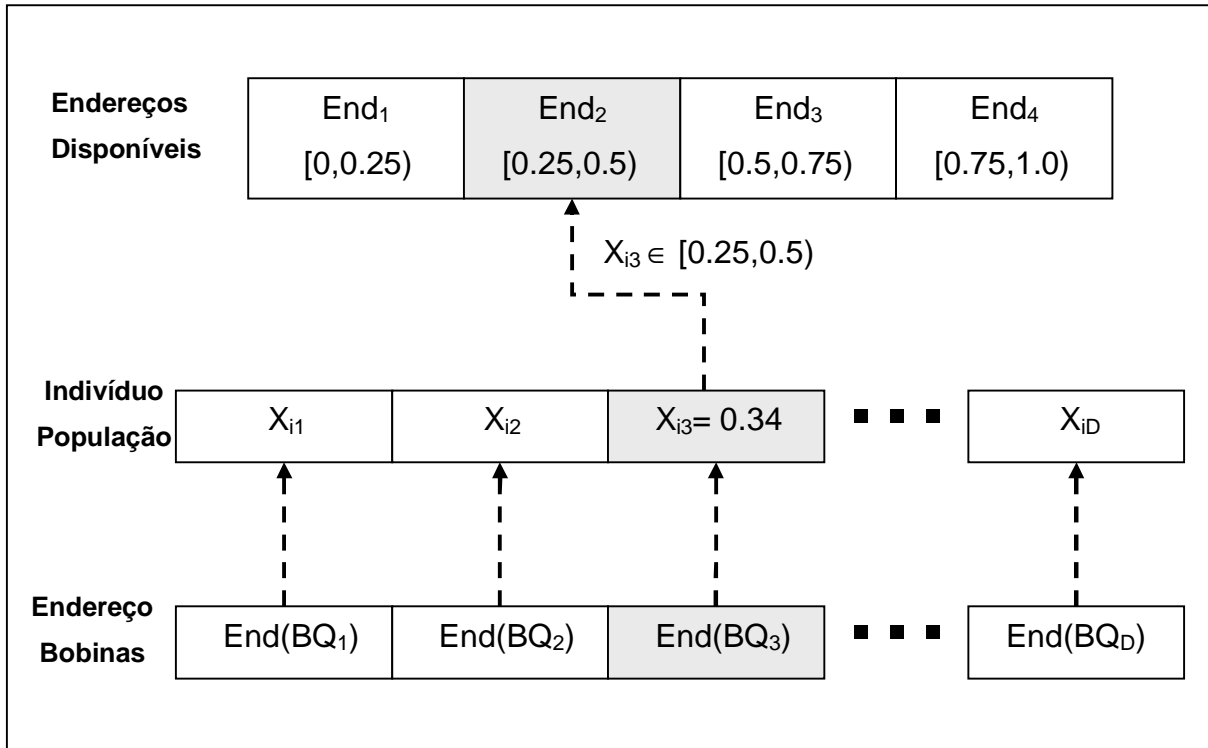 Endereços
Disponíveis
End₁ End₂ End₃ End₄
[0,0.25) [0.25,0.5) [0.5,0.75) [0.75,1.0)
Xᵢ₃ ∈ [0.25,0.5)
Indivíduo
População
Xᵢ₁ Xᵢ₂ Xᵢ₃= 0.34 X_iD
Endereço
Bobinas
End(BQ₁) End(BQ₂) End(BQ₃) End(BQ_D)